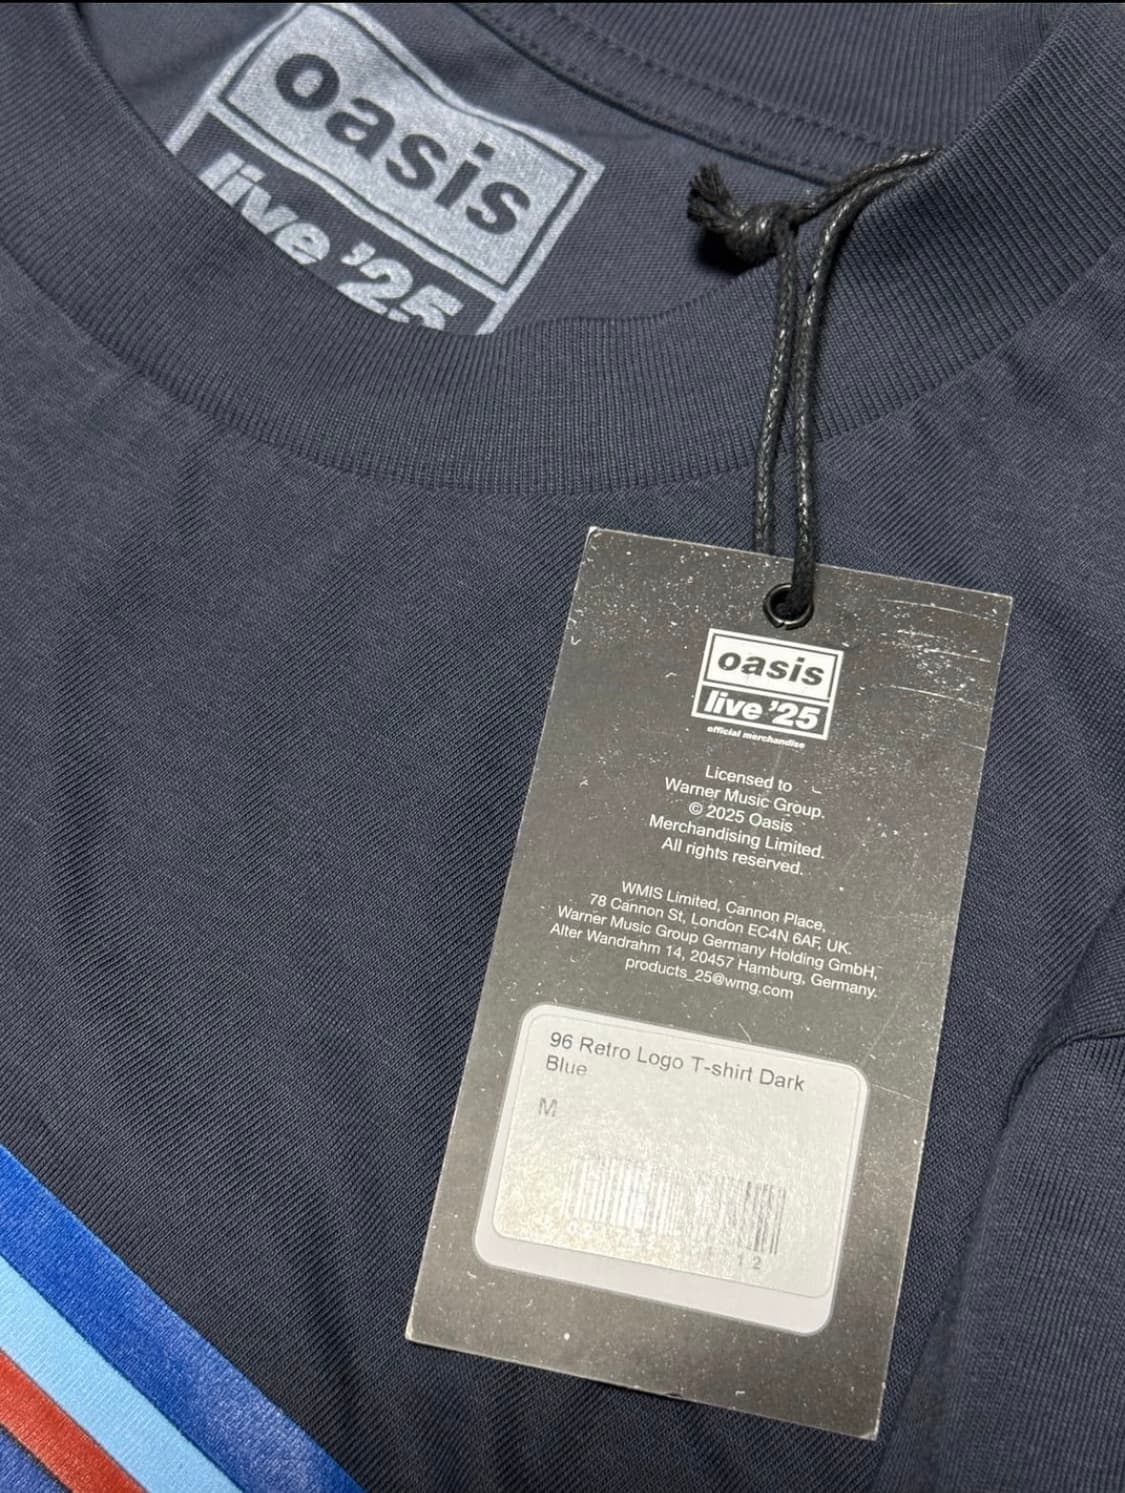 oasis
live '25
oasis
live '25
official merchandise
Licensed to
Warner Music Group.
© 2025 Oasis
Merchandising Limited.
All rights reserved.
WMIS Limited, Cannon Place,
78 Cannon St, London EC4N 6AF, UK.
Warner Music Group Germany Holding GmbH,
Alter Wandrahm 14, 20457 Hamburg, Germany.
products_25@wmg.com
96 Retro Logo T-shirt Dark
Blue
M